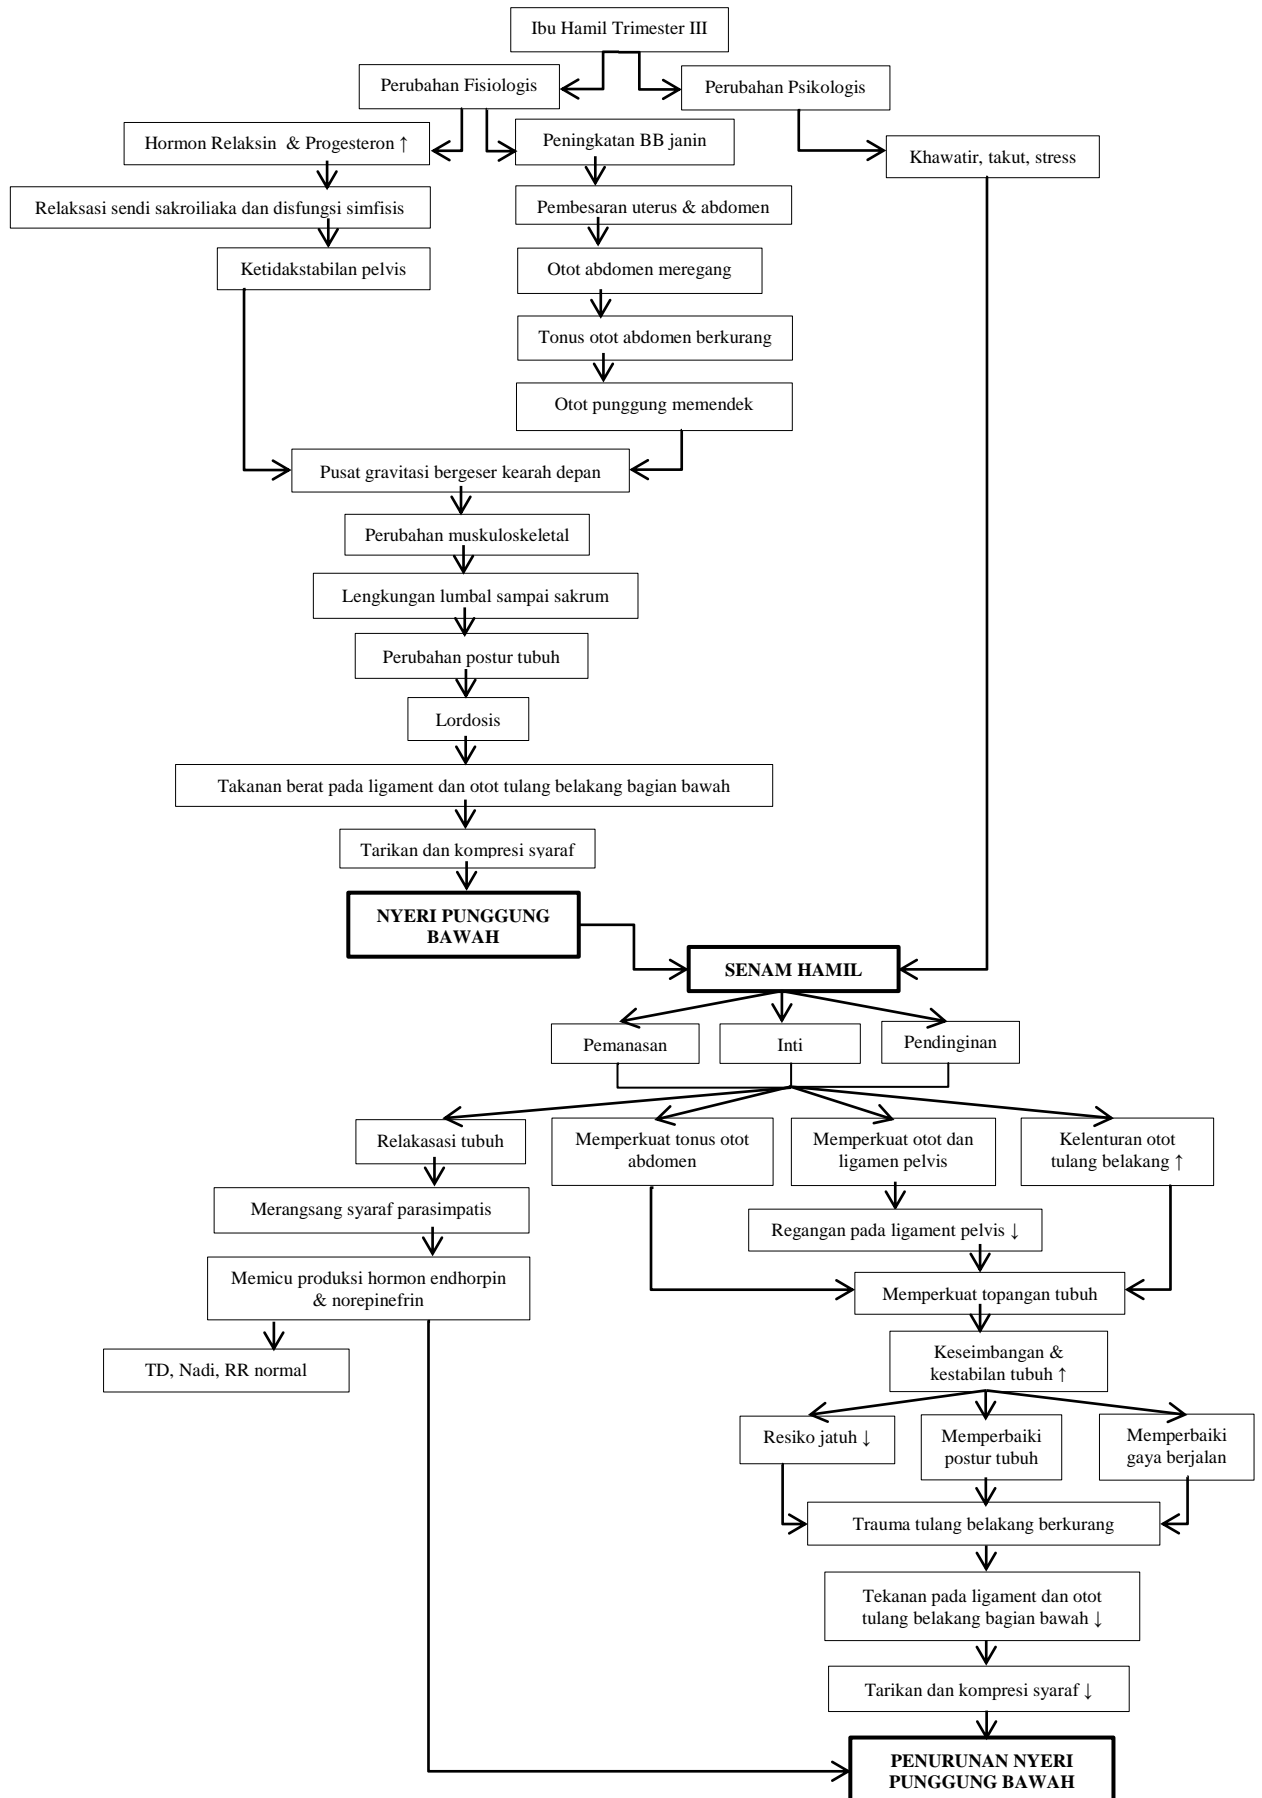 Ibu Hamil Trimester III
Perubahan Fisiologis
Perubahan Psikologis
Hormon Relaksin & Progesteron ↑
Peningkatan BB janin
Khawatir, takut, stress
Relaksasi sendi sakroiliaka dan disfungsi simfisis
Pembesaran uterus & abdomen
Ketidakstabilan pelvis
Otot abdomen meregang
Tonus otot abdomen berkurang
Otot punggung memendek
Pusat gravitasi bergeser kearah depan
Perubahan muskuloskeletal
Lengkungan lumbal sampai sakrum
Perubahan postur tubuh
Lordosis
Takanan berat pada ligament dan otot tulang belakang bagian bawah
Tarikan dan kompresi syaraf
NYERI PUNGGUNG
BAWAH
SENAM HAMIL
Pemanasan
Inti
Pendinginan
Relakasasi tubuh
Memperkuat tonus otot
abdomen
Memperkuat otot dan
ligamen pelvis
Kelenturan otot
tulang belakang ↑
Merangsang syaraf parasimpatis
Regangan pada ligament pelvis ↓
Memicu produksi hormon endhorpin
& norepinefrin
Memperkuat topangan tubuh
TD, Nadi, RR normal
Keseimbangan &
kestabilan tubuh ↑
Resiko jatuh ↓
Memperbaiki
postur tubuh
Memperbaiki
gaya berjalan
Trauma tulang belakang berkurang
Tekanan pada ligament dan otot
tulang belakang bagian bawah ↓
Tarikan dan kompresi syaraf ↓
PENURUNAN NYERI
PUNGGUNG BAWAH